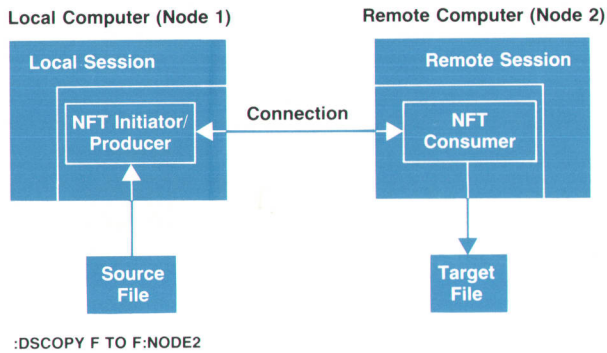 Local Computer (Node 1)
Remote Computer (Node 2)
Local Session
Remote Session
NFT Initiator/
Producer
Connection
NFT
Consumer
Source
File
Target
File
:DSCOPY F TO F:NODE2